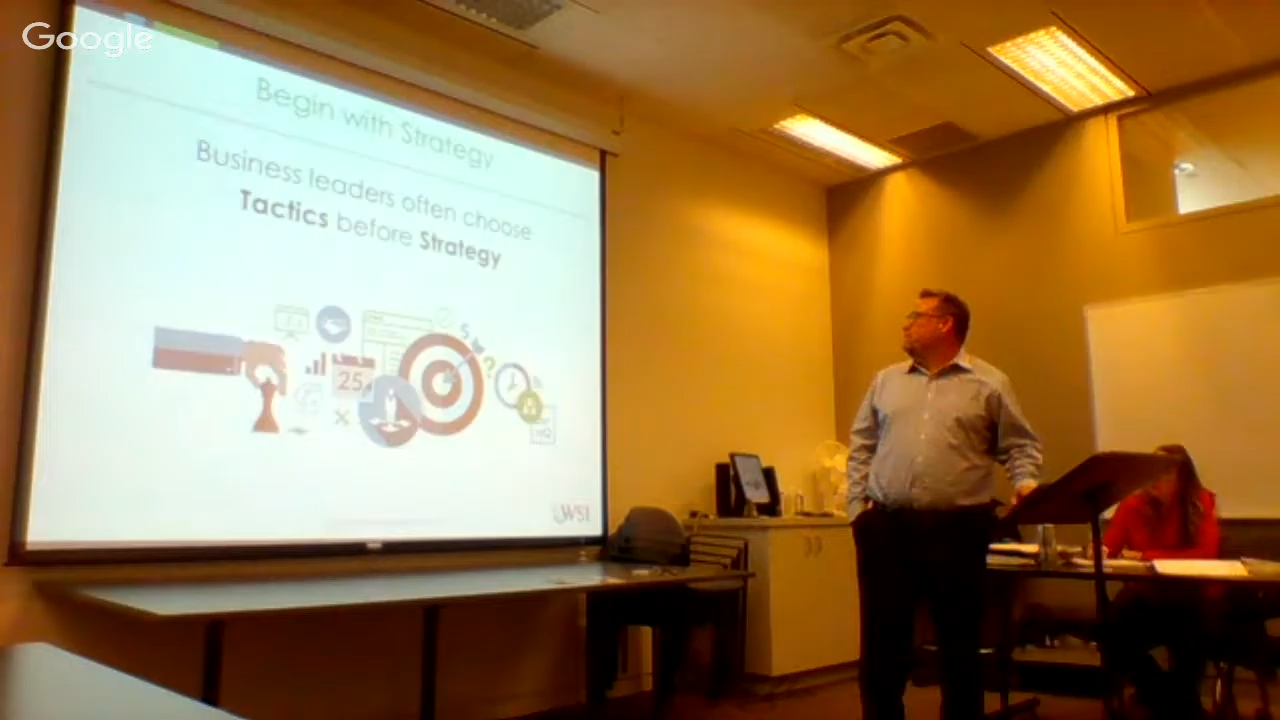 Google
Begin with Strategy
Business leaders often choose
Tactics before Strategy
25
WSI